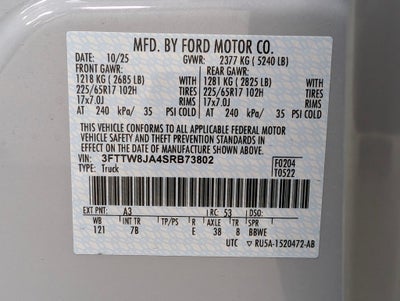 MFD. BY FORD MOTOR CO.
DATE: 10/25 GVWR: 2377 KG ( 5240 LB)
FRONT GAWR: REAR GAWR:
1218 KG ( 2685 LB) 1281 KG ( 2825 LB)
225/65R17 102H TIRES 225/65R17 102H TIRES
17x7.0J RIMS 17x7.0J RIMS
AT 240 kPa/ 35 PSI COLD AT 240 kPa/ 35 PSI COLD
THIS VEHICLE CONFORMS TO ALL APPLICABLE FEDERAL MOTOR
VEHICLE SAFETY AND BUMPER STANDARDS IN
EFFECT ON THE DATE OF MANUFACTURE SHOWN ABOVE.
VIN: 3FTTW8JA4SRB73802 F0204
TYPE: Truck T0522
EXT PNT: A3 RC: 53 DSO:
WB INT TR TP/PS R AXLE TR SPR
121 7B E 38 8 BBWE
UTC RU5A-1520472-AB